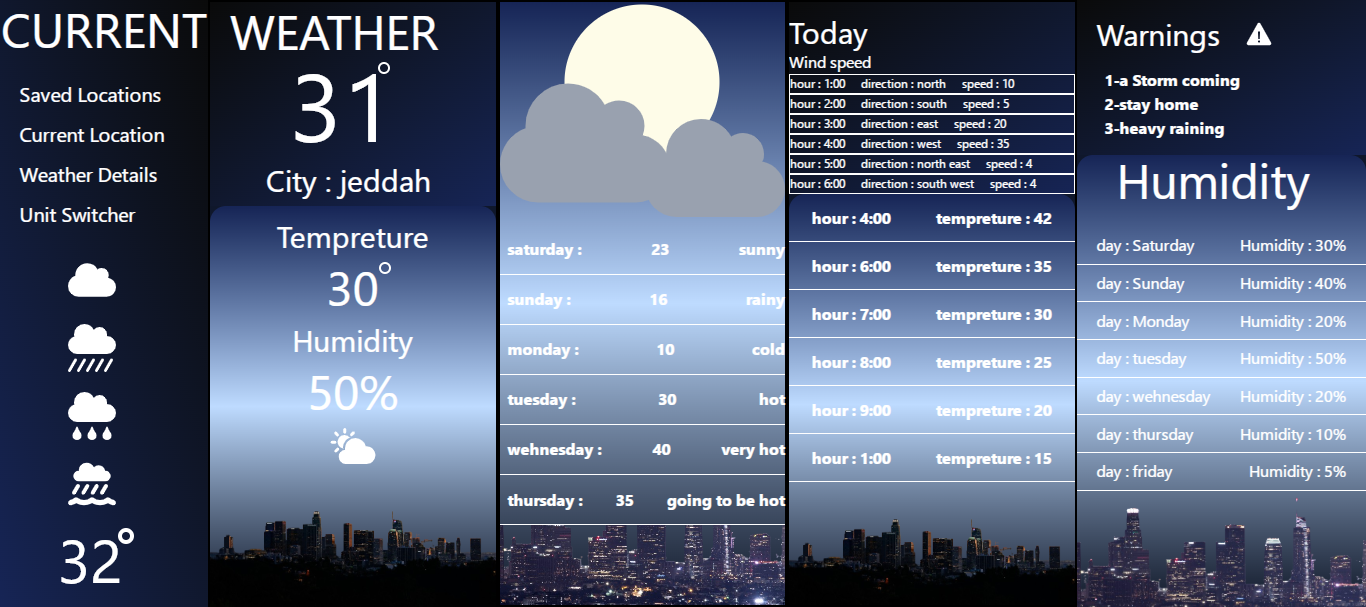 CURRENT
Saved Locations
Current Location
Weather Details
Unit Switcher
32°
WEATHER
31°
City : jeddah
Tempreture
30°
Humidity
50%
saturday : 23 sunny
sunday : 16 rainy
monday : 10 cold
tuesday : 30 hot
wehnesday : 40 very hot
thursday : 35 going to be hot
Today
Wind speed
hour : 1:00 direction : north speed : 10
hour : 2:00 direction : south speed : 5
hour : 3:00 direction : east speed : 20
hour : 4:00 direction : west speed : 35
hour : 5:00 direction : north east speed : 4
hour : 6:00 direction : south west speed : 4
hour : 4:00 tempreture : 42
hour : 6:00 tempreture : 35
hour : 7:00 tempreture : 30
hour : 8:00 tempreture : 25
hour : 9:00 tempreture : 20
hour : 1:00 tempreture : 15
Warnings
1-a Storm coming
2-stay home
3-heavy raining
Humidity
day : Saturday Humidity : 30%
day : Sunday Humidity : 40%
day : Monday Humidity : 20%
day : tuesday Humidity : 50%
day : wehnesday Humidity : 20%
day : thursday Humidity : 10%
day : friday Humidity : 5%